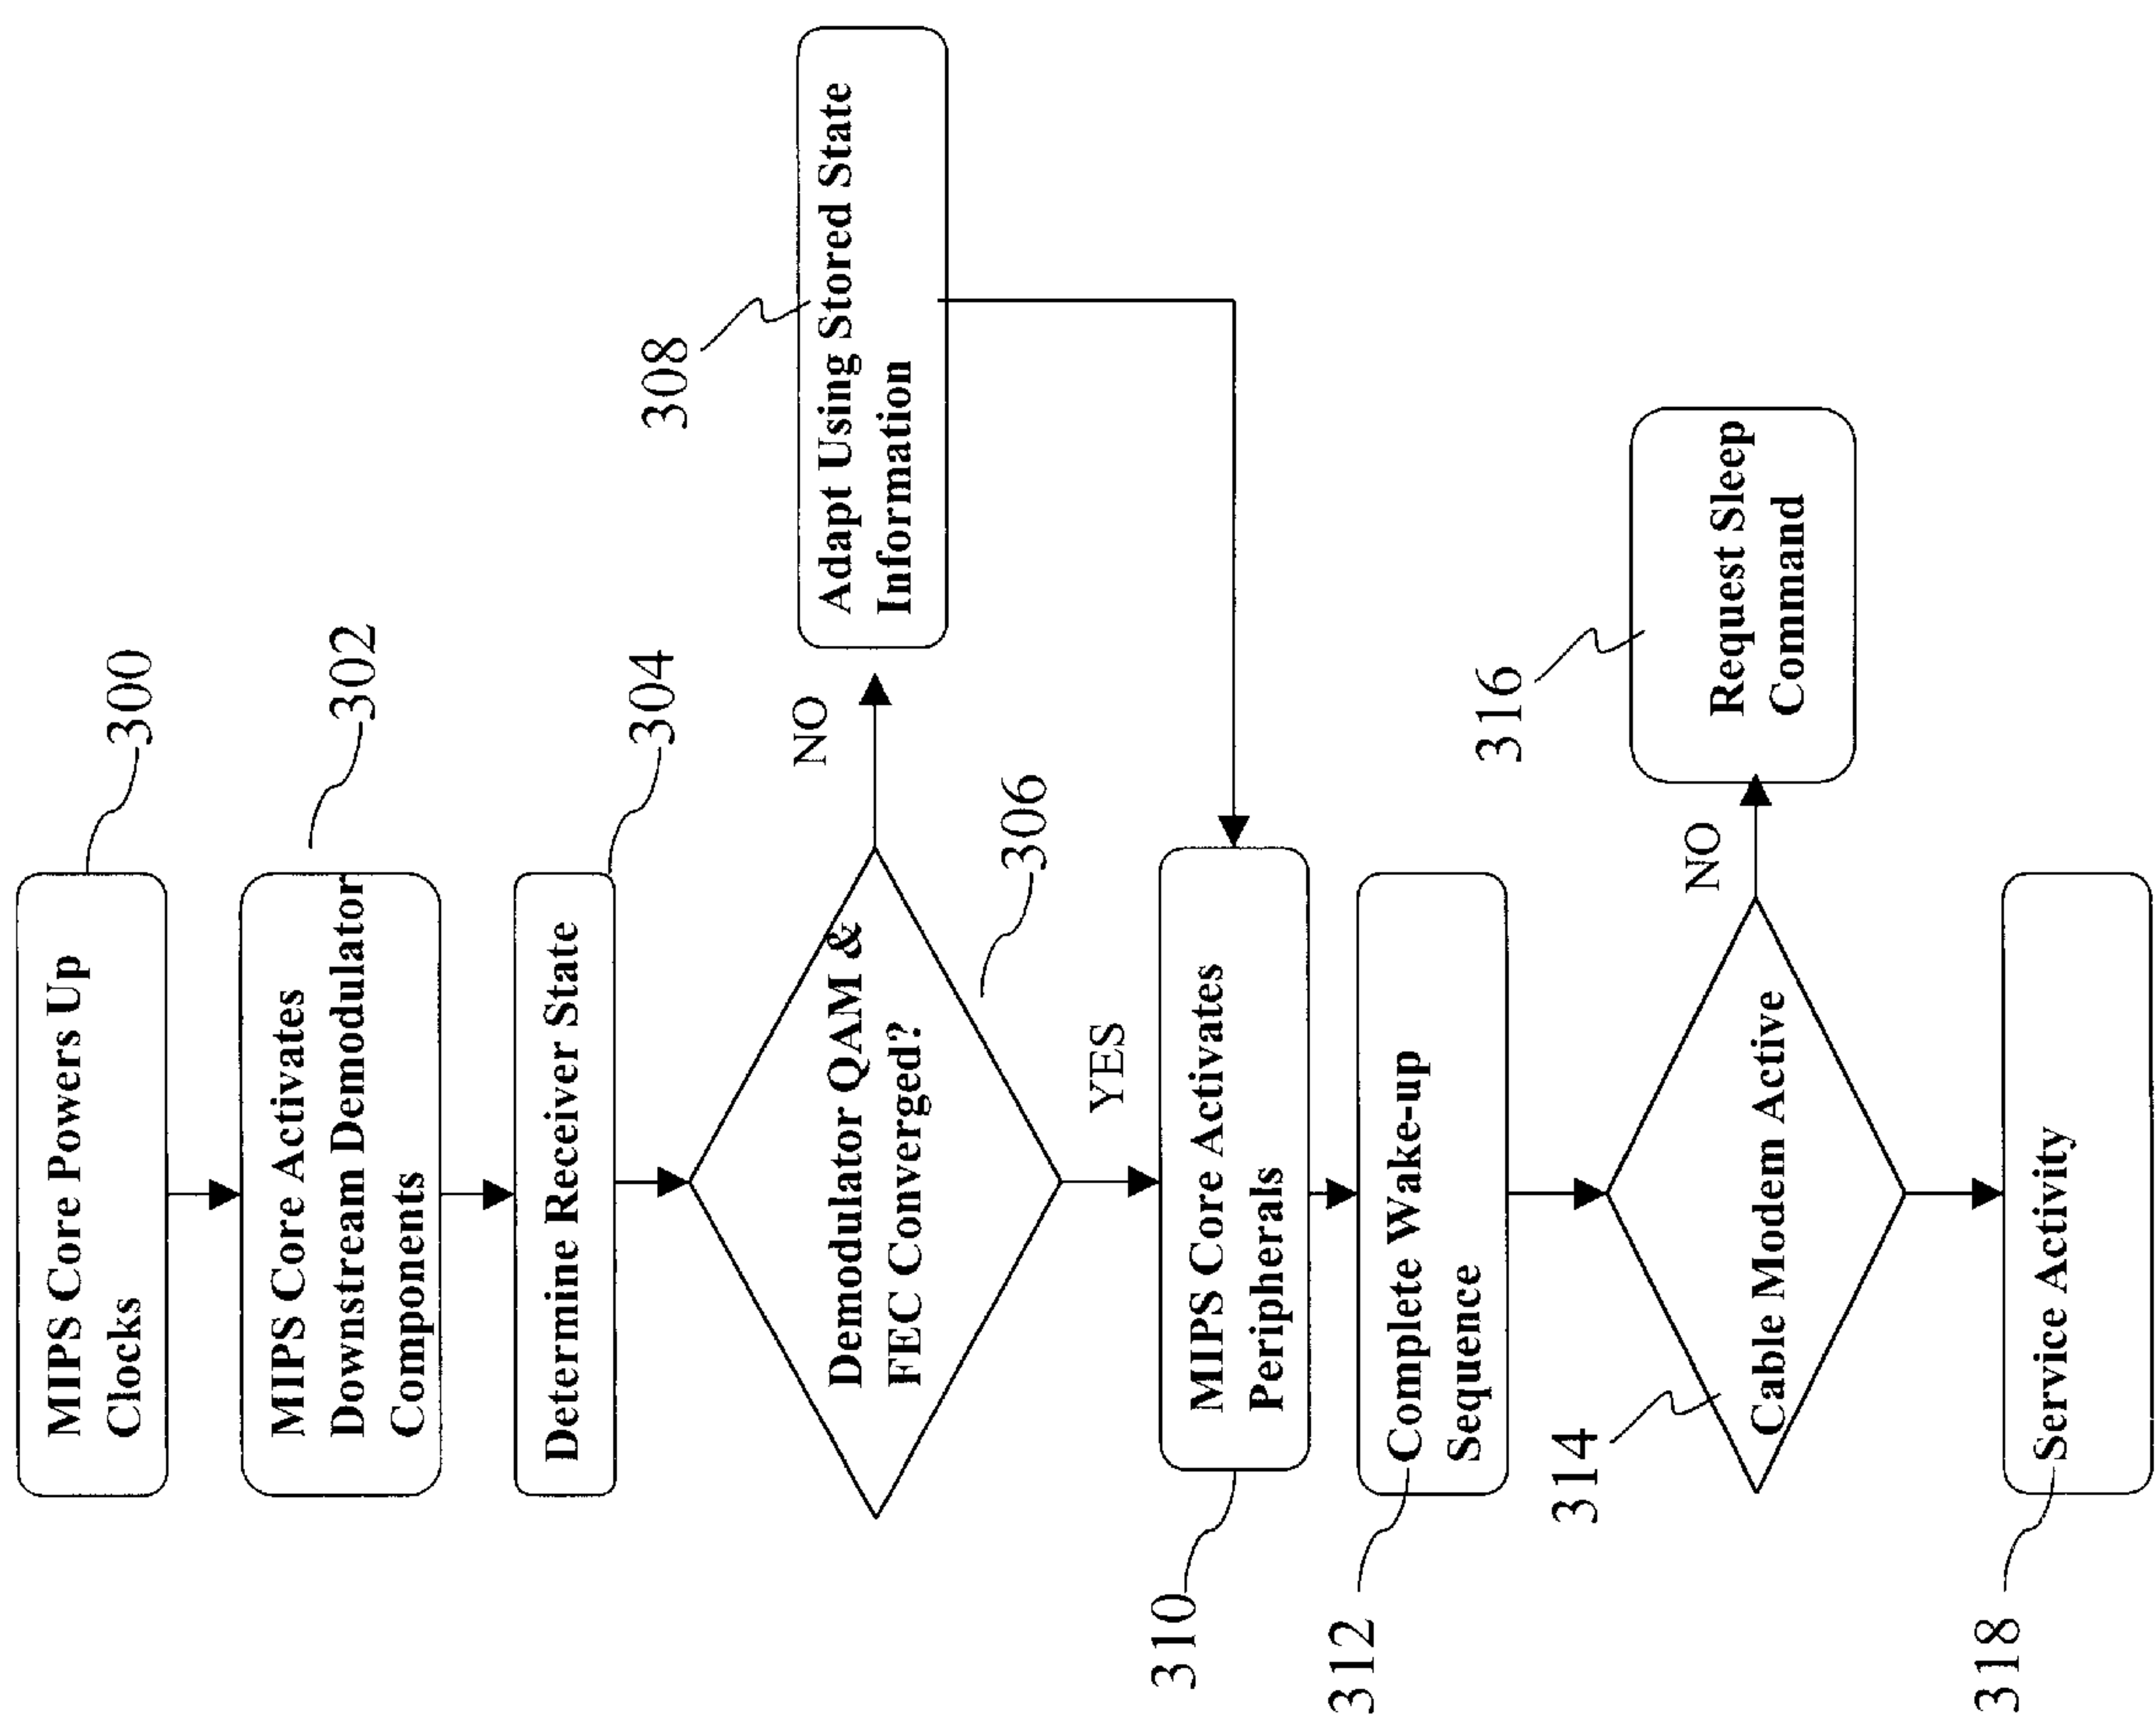 MIPS Core Powers Up
Clocks
300
MIPS Core Activates
Downstream Demodulator
Components
302
Determine Receiver State
304
Demodulator QAM &
FEC Converged?
306
NO
Adapt Using Stored State
Information
308
YES
MIPS Core Activates
Peripherals
310
Complete Wake-up
Sequence
312
Cable Modem Active
314
NO
Request Sleep
Command
316
Service Activity
318